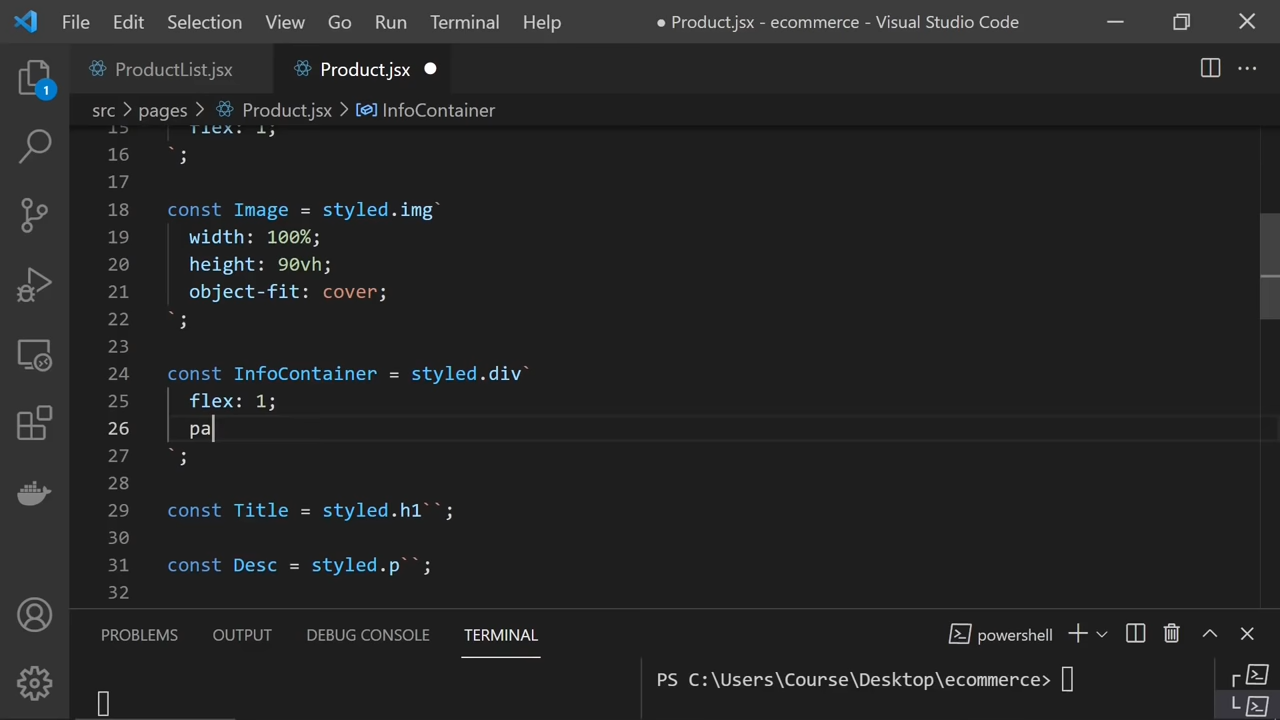 File Edit Selection View Go Run Terminal Help ● Product.jsx - ecommerce - Visual Studio Code
ProductList.jsx Product.jsx
1
src > pages > Product.jsx > InfoContainer
15 flex: 1;
16 `;
17
18 const Image = styled.img`
19 width: 100%;
20 height: 90vh;
21 object-fit: cover;
22 `;
23
24 const InfoContainer = styled.div`
25 flex: 1;
26 pa
27 `;
28
29 const Title = styled.h1``;
30
31 const Desc = styled.p``;
32
PROBLEMS OUTPUT DEBUG CONSOLE TERMINAL powershell
PS C:\Users\Course\Desktop\ecommerce>